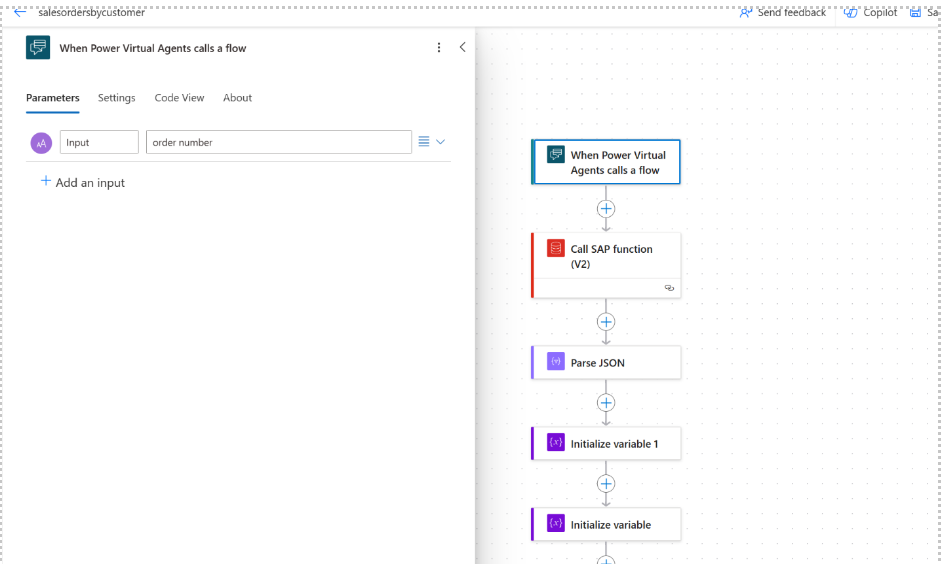 salesordersbycustomer
Send feedback
Copilot
Sa
When Power Virtual Agents calls a flow
Parameters
Settings
Code View
About
AA
Input
order number
Add an input
When Power Virtual
Agents calls a flow
Call SAP function
(V2)
{v}
Parse JSON
{x}
Initialize variable 1
{x}
Initialize variable